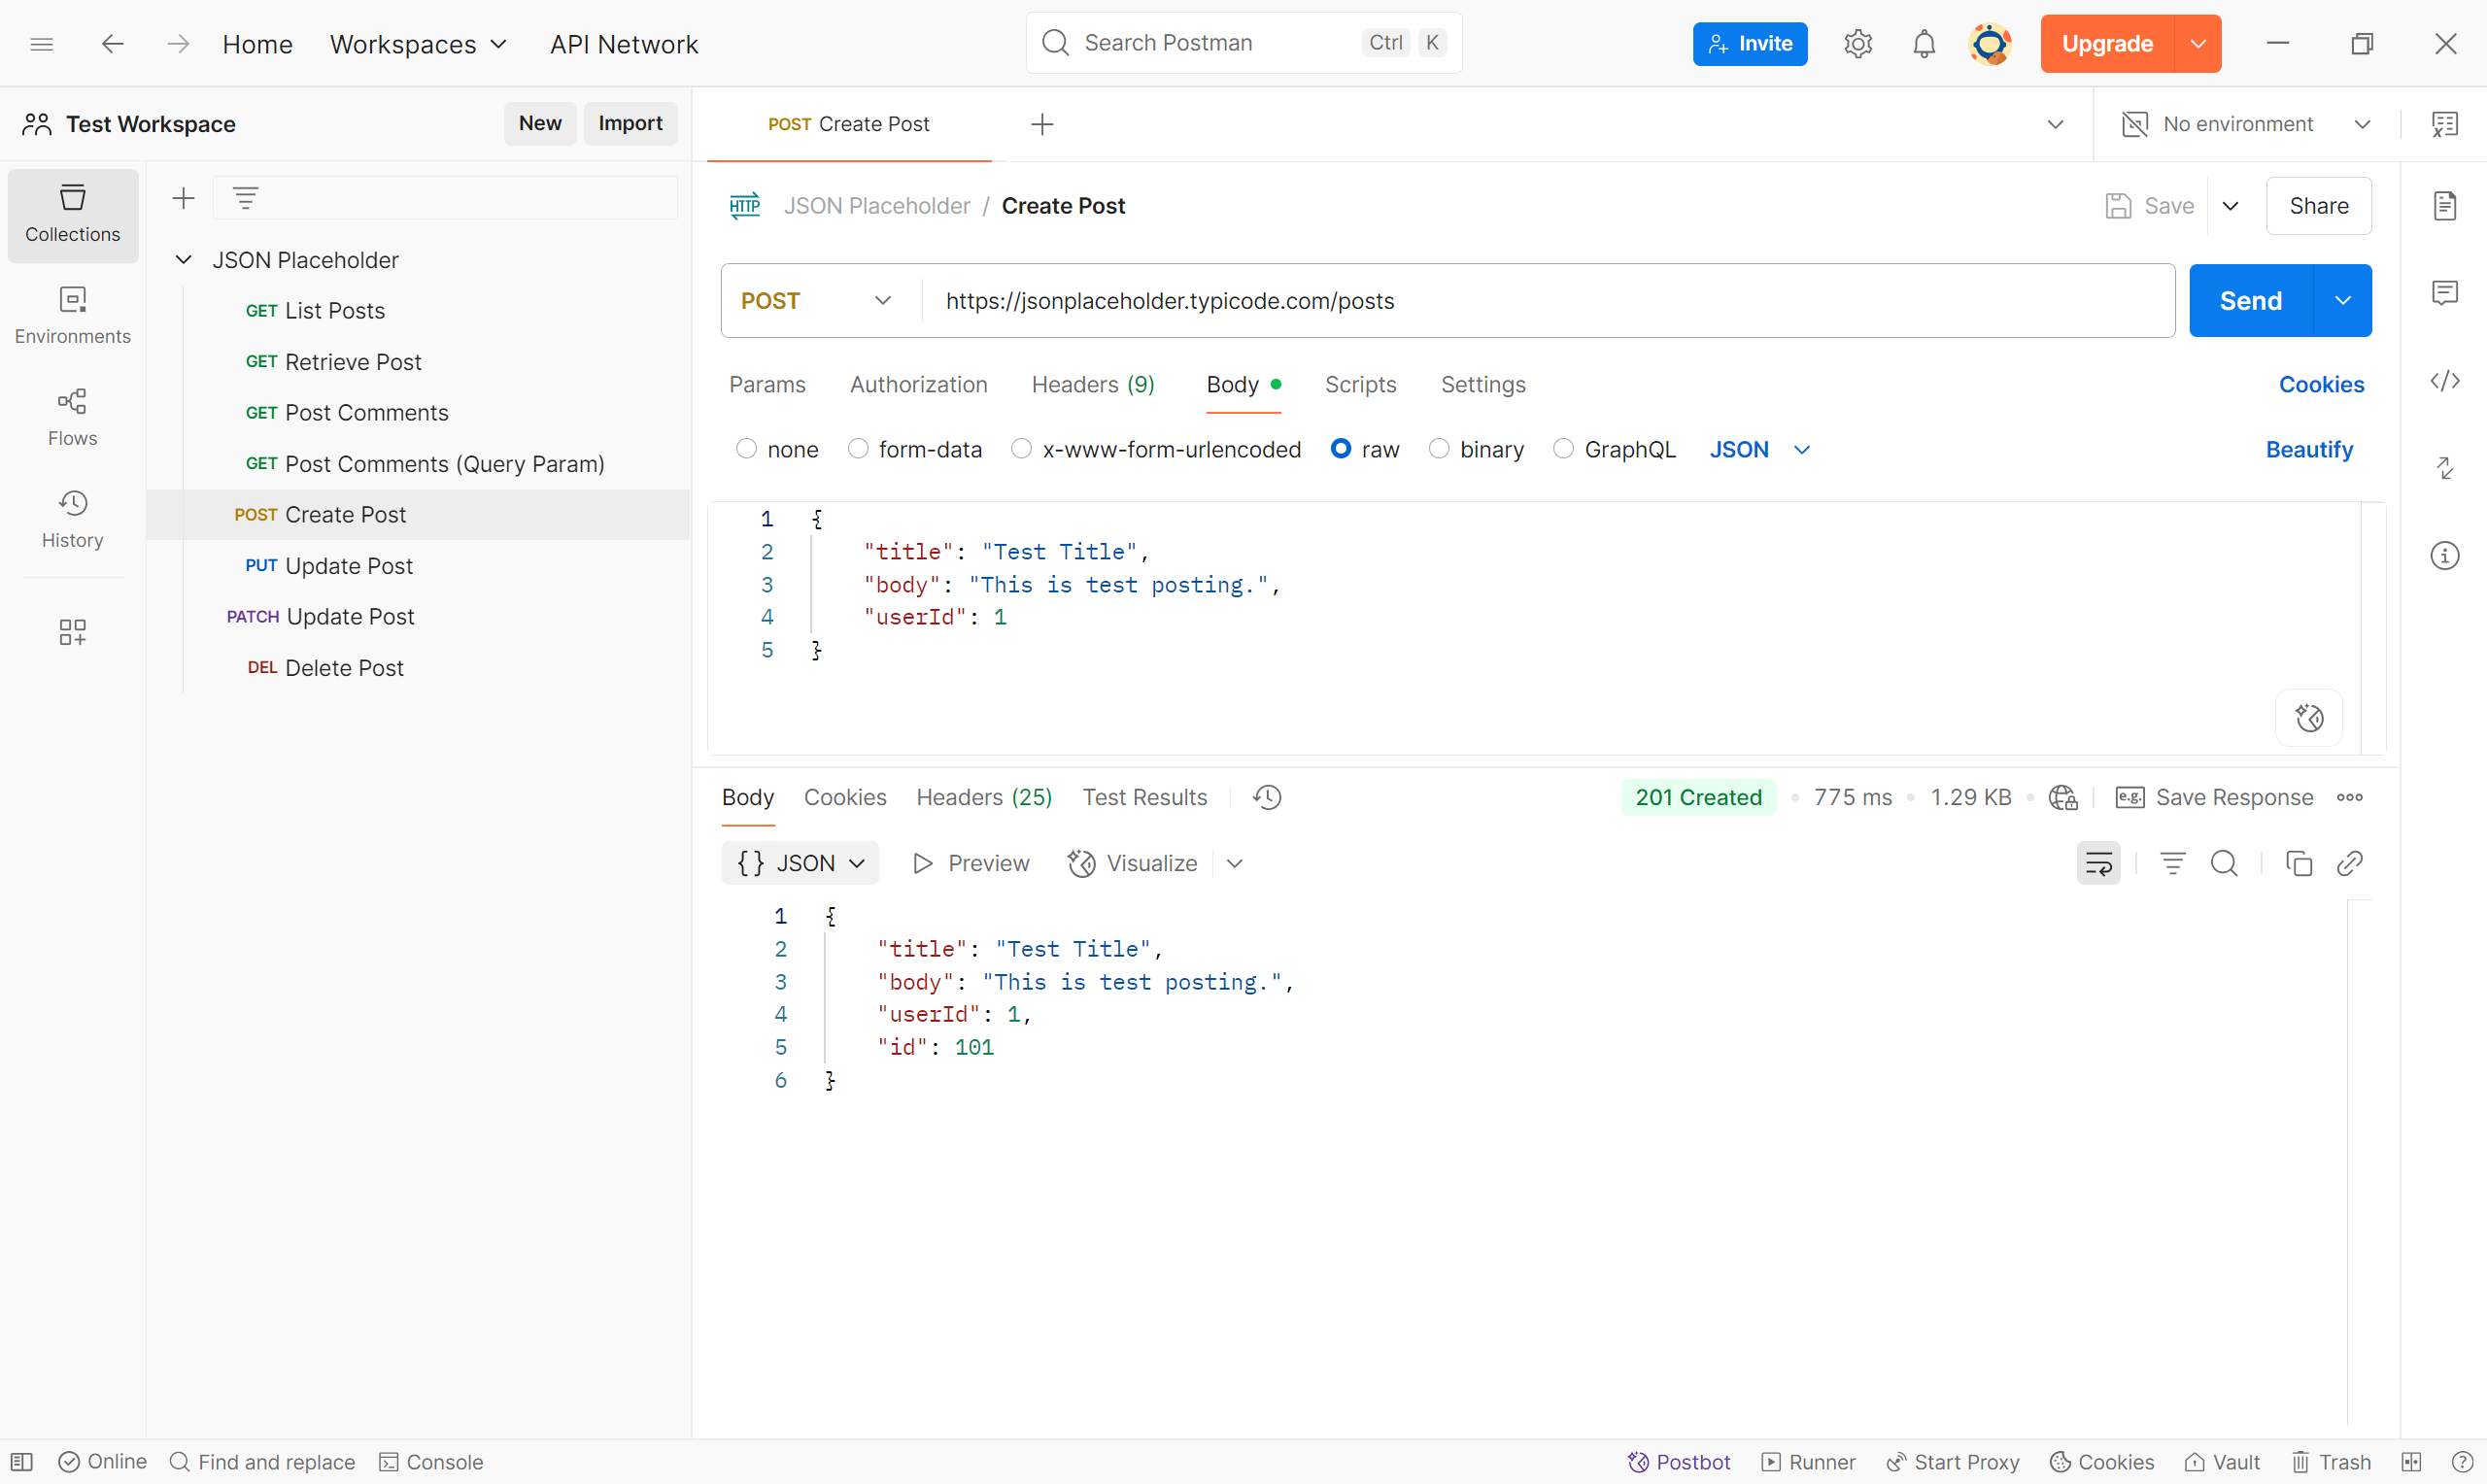 Home Workspaces API Network Search Postman Ctrl K Invite Upgrade
Test Workspace New Import
POST Create Post No environment
Collections
Environments
Flows
History
JSON Placeholder
GET List Posts
GET Retrieve Post
GET Post Comments
GET Post Comments (Query Param)
POST Create Post
PUT Update Post
PATCH Update Post
DEL Delete Post
HTTP JSON Placeholder / Create Post Save Share
POST https://jsonplaceholder.typicode.com/posts Send
Params Authorization Headers (9) Body Scripts Settings Cookies
none form-data x-www-form-urlencoded raw binary GraphQL JSON Beautify
1 {
2 "title": "Test Title",
3 "body": "This is test posting.",
4 "userId": 1
5 }
Body Cookies Headers (25) Test Results 201 Created 775 ms 1.29 KB e.g. Save Response
{} JSON Preview Visualize
1 {
2 "title": "Test Title",
3 "body": "This is test posting.",
4 "userId": 1,
5 "id": 101
6 }
Online Find and replace Console Postbot Runner Start Proxy Cookies Vault Trash